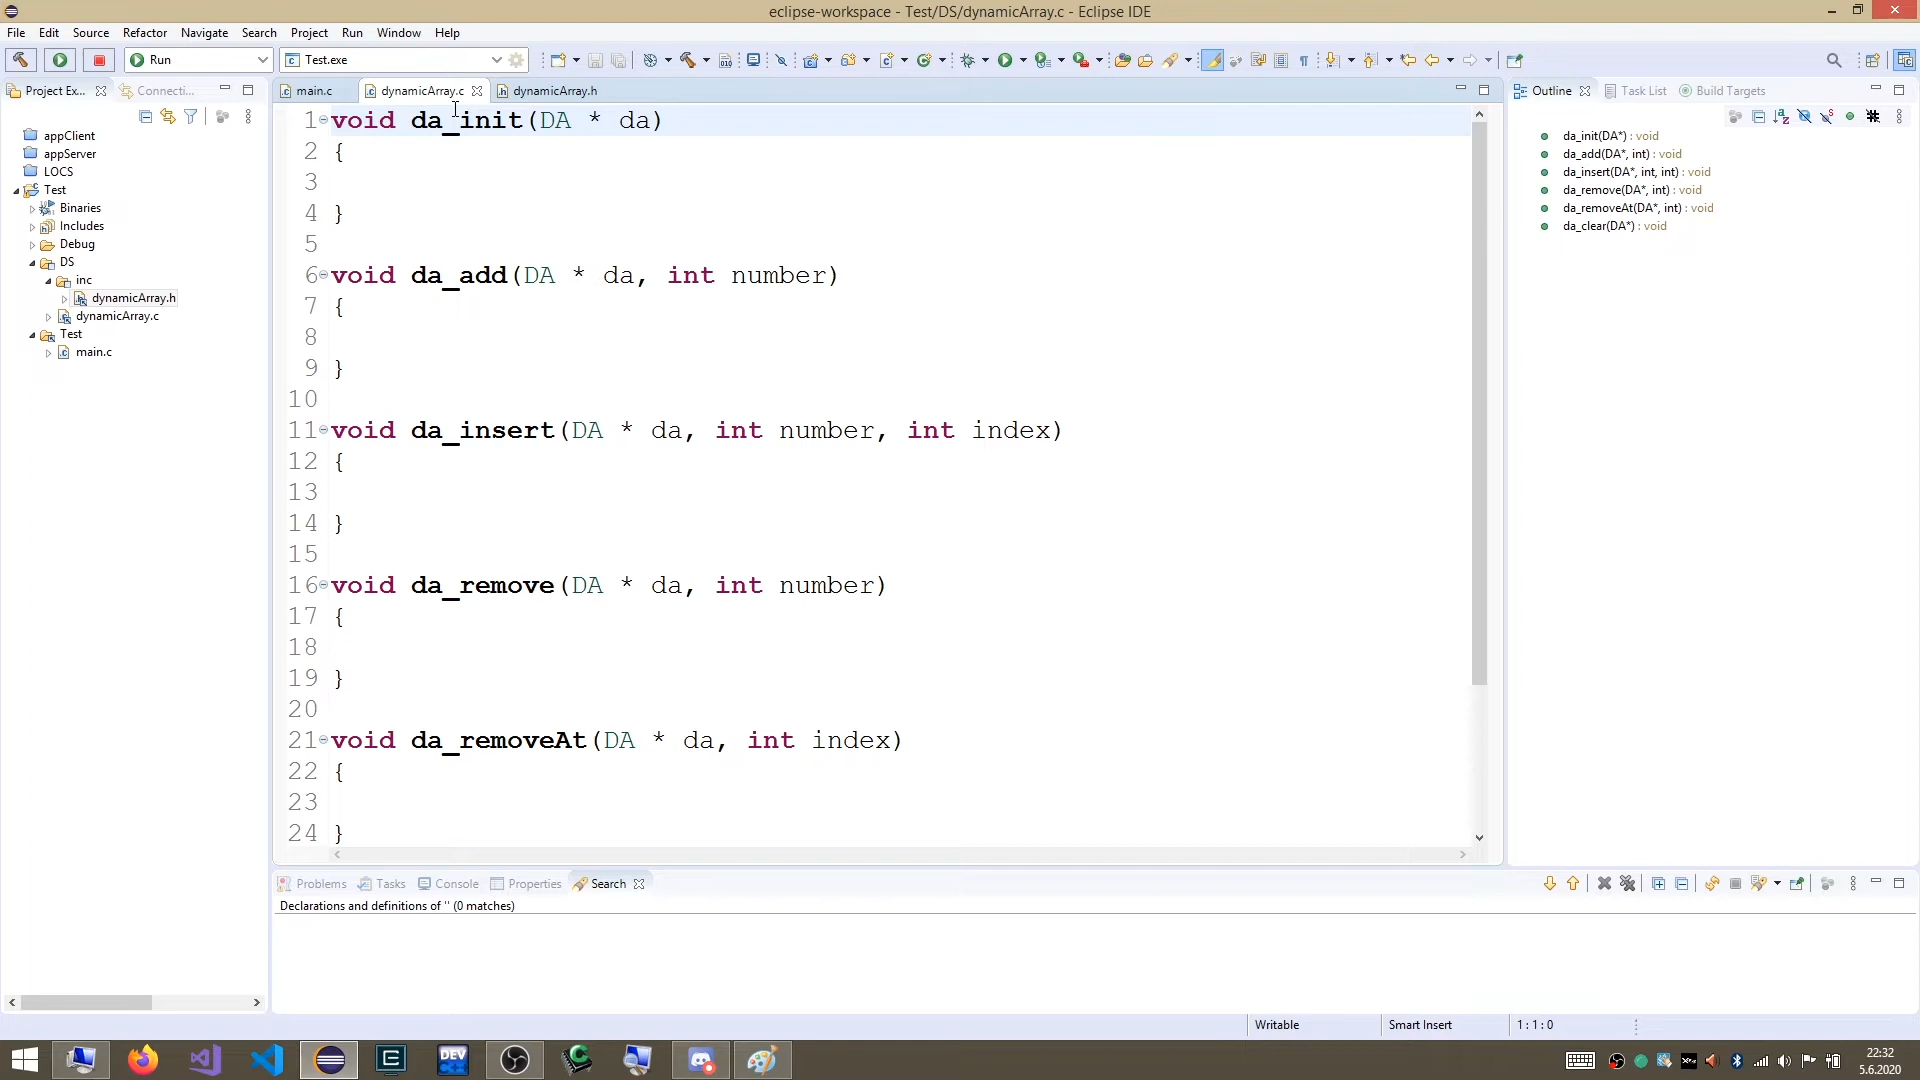 eclipse-workspace - Test/DS/dynamicArray.c - Eclipse IDE
File Edit Source Refactor Navigate Search Project Run Window Help
Run Test.exe
Project Ex... Connecti...
appClient
appServer
LOCS
Test
Binaries
Includes
Debug
DS
inc
dynamicArray.h
dynamicArray.c
Test
main.c
main.c dynamicArray.c dynamicArray.h
1 void da_init(DA * da)
2 {
3
4 }
5
6 void da_add(DA * da, int number)
7 {
8
9 }
10
11 void da_insert(DA * da, int number, int index)
12 {
13
14 }
15
16 void da_remove(DA * da, int number)
17 {
18
19 }
20
21 void da_removeAt(DA * da, int index)
22 {
23
24 }
Outline Task List Build Targets
da_init(DA*) : void
da_add(DA*, int) : void
da_insert(DA*, int, int) : void
da_remove(DA*, int) : void
da_removeAt(DA*, int) : void
da_clear(DA*) : void
Problems Tasks Console Properties Search
Declarations and definitions of '' (0 matches)
Writable Smart Insert 1 : 1 : 0
DEV
22:32
5.6.2020